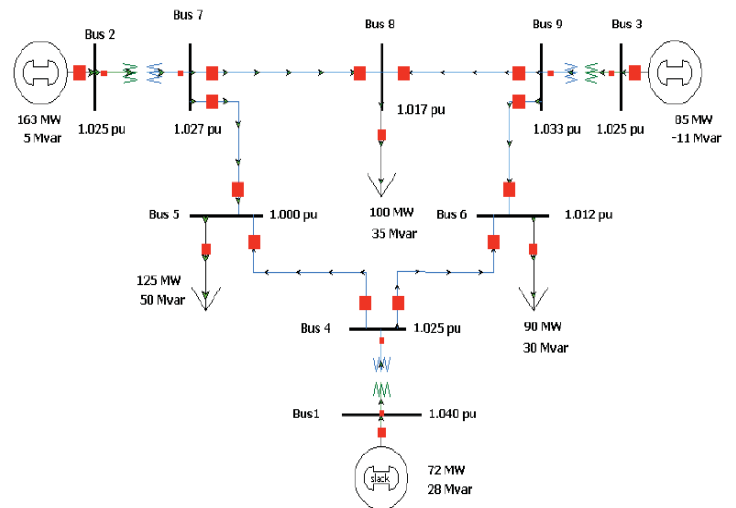 Bus 7
Bus 2
Bus 8
Bus 9
Bus 3
163 MW
5 Mvar
1.025 pu
1.027 pu
1.017 pu
1.033 pu
1.025 pu
85 MW
-11 Mvar
Bus 5
1.000 pu
100 MW
35 Mvar
Bus 6
1.012 pu
125 MW
50 Mvar
Bus 4
1.025 pu
90 MW
30 Mvar
Bus1
1.040 pu
slack
72 MW
28 Mvar